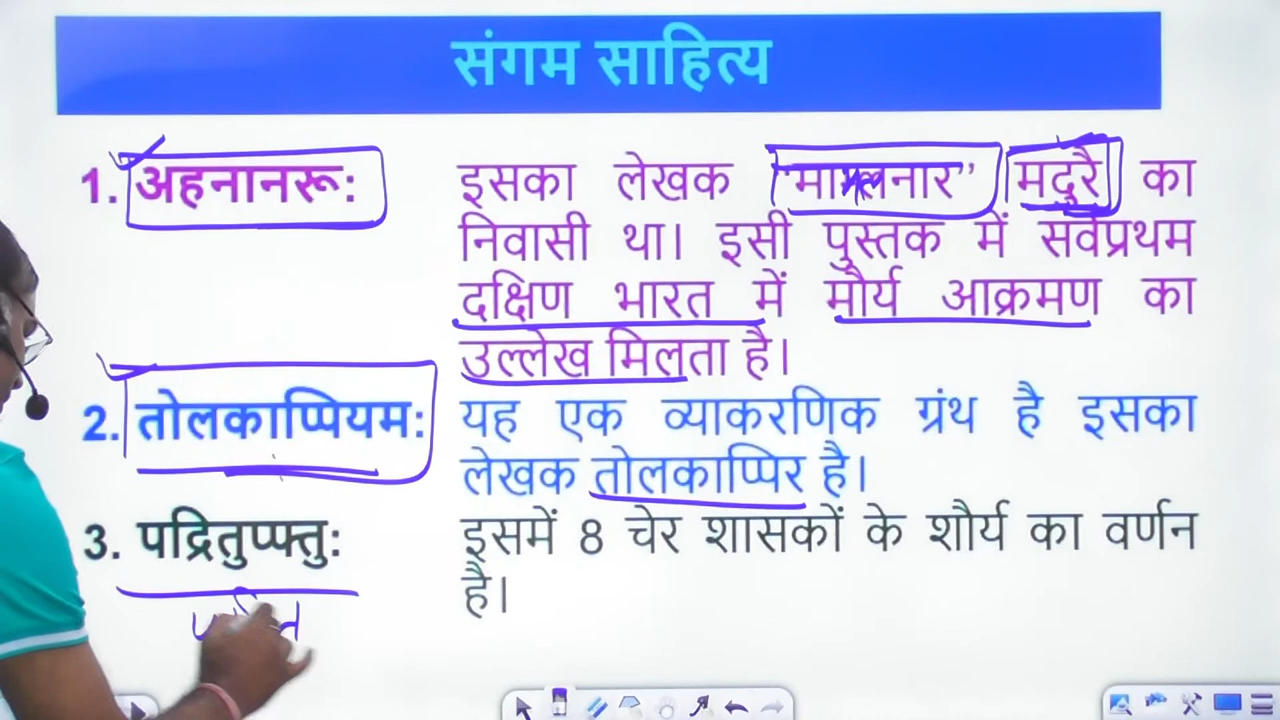 संगम साहित्य
1. अहनानरू: इसका लेखक "मामूलनार" मदुरै का
निवासी था। इसी पुस्तक में सर्वप्रथम
दक्षिण भारत में मौर्य आक्रमण का
उल्लेख मिलता है।
2. तोलकाप्पियम: यह एक व्याकरणिक ग्रंथ है इसका
लेखक तोलकाप्पिर है।
3. पद्रितुप्फ्तु: इसमें 8 चेर शासकों के शौर्य का वर्णन
है।